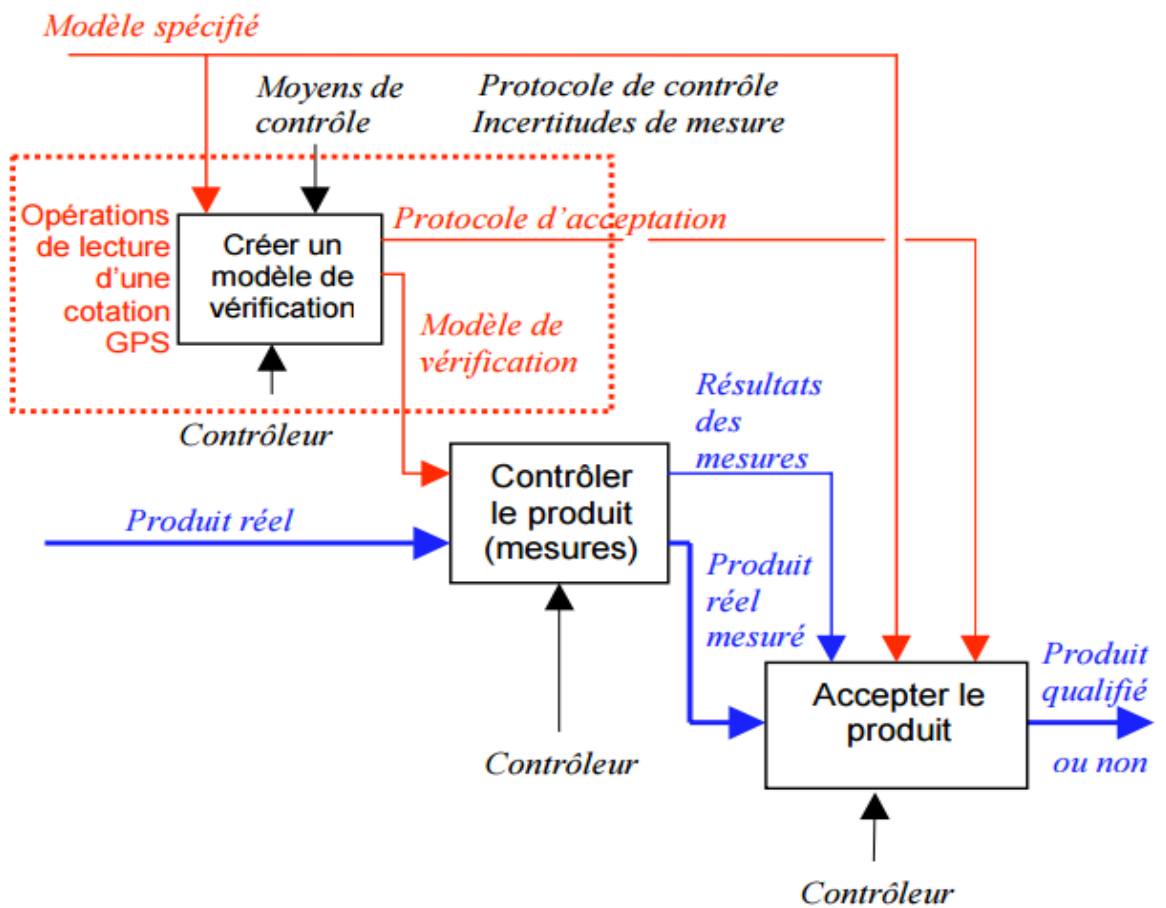 Modèle spécifié
Moyens de
contrôle
Protocole de contrôle
Incertitudes de mesure
Opérations
de lecture
d'une
cotation
GPS
Créer un
modèle de
vérification
Protocole d'acceptation
Modèle de
vérification
Contrôleur
Résultats
des
mesures
Contrôler
le produit
(mesures)
Produit réel
Produit
réel
mesuré
Accepter le
produit
Produit
qualifié
ou non
Contrôleur
Contrôleur